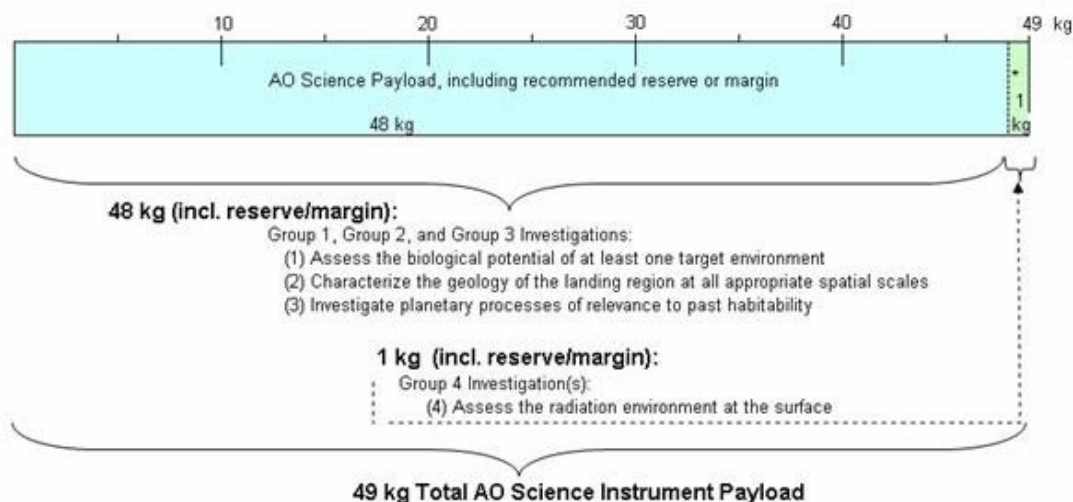 10 20 30 40 49 kg
AO Science Payload, including recommended reserve or margin
48 kg
*
1
kg
48 kg (incl. reserve/margin):
Group 1, Group 2, and Group 3 Investigations:
(1) Assess the biological potential of at least one target environment
(2) Characterize the geology of the landing region at all appropriate spatial scales
(3) Investigate planetary processes of relevance to past habitability
1 kg (incl. reserve/margin):
Group 4 Investigation(s):
(4) Assess the radiation environment at the surface
49 kg Total AO Science Instrument Payload